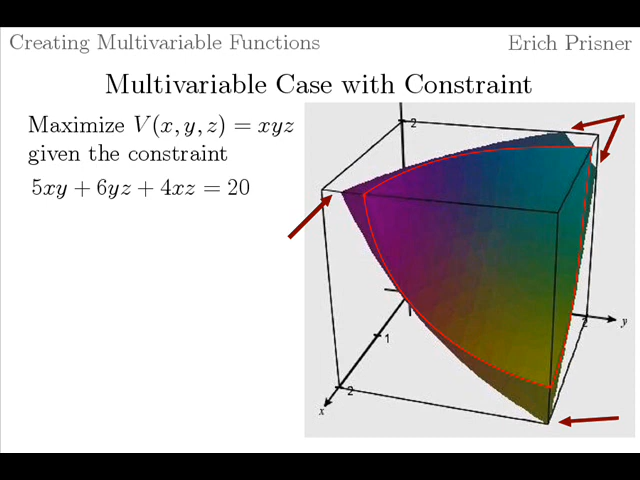 Creating Multivariable Functions
Erich Prisner
Multivariable Case with Constraint
Maximize V(x, y, z) = xyz
given the constraint
5xy + 6yz + 4xz = 20
2
1
2
x
2
y